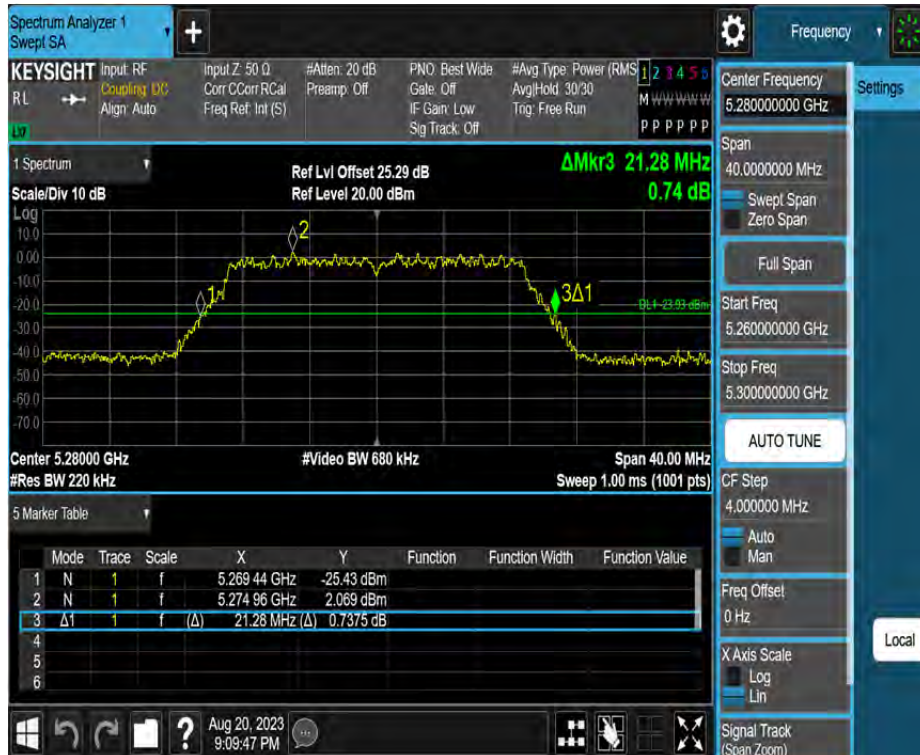 Spectrum Analyzer 1
Swept SA
+
Frequency
KEYSIGHT Input: RF Input Z: 50 Ω #Atten: 20 dB PNO: Best Wide #Avg Type: Power (RMS 1 2 3 4 5 6
RL Coupling: DC Corr CCorr RCal Preamp: Off Gate: Off Avg|Hold: 30/30 M W W W W W
Align: Auto Freq Ref: Int (S) IF Gain: Low Trig: Free Run
Sig Track: Off P P P P P P
1 Spectrum
Scale/Div 10 dB
Ref Lvl Offset 25.29 dB
Ref Level 20.00 dBm
ΔMkr3 21.28 MHz
0.74 dB
Log
10.0
0.00
-10.0
-20.0
-30.0
-40.0
-50.0
-60.0
-70.0
1
2
3Δ1
DL1 -23.93 dBm
Center 5.28000 GHz #Video BW 680 kHz Span 40.00 MHz
#Res BW 220 kHz Sweep 1.00 ms (1001 pts)
5 Marker Table
Mode Trace Scale X Y Function Function Width Function Value
1 N 1 f 5.269 44 GHz -25.43 dBm
2 N 1 f 5.274 96 GHz 2.069 dBm
3 Δ1 1 f (Δ) 21.28 MHz (Δ) 0.7375 dB
4
5
6
?
Aug 20, 2023
9:09:47 PM
Center Frequency
5.280000000 GHz
Span
40.0000000 MHz
Swept Span
Zero Span
Full Span
Start Freq
5.260000000 GHz
Stop Freq
5.300000000 GHz
AUTO TUNE
CF Step
4.000000 MHz
Auto
Man
Freq Offset
0 Hz
X Axis Scale
Log
Lin
Signal Track
(Span Zoom)
Settings
Local